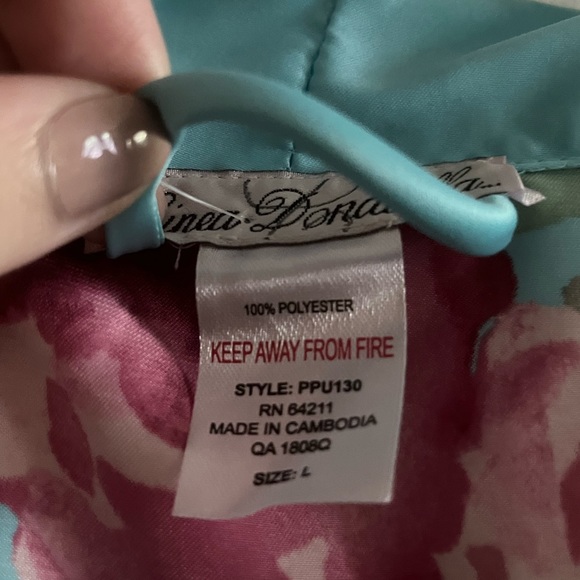 100% POLYESTER
KEEP AWAY FROM FIRE
STYLE: PPU130
RN 64211
MADE IN CAMBODIA
QA 1808Q
SIZE: L